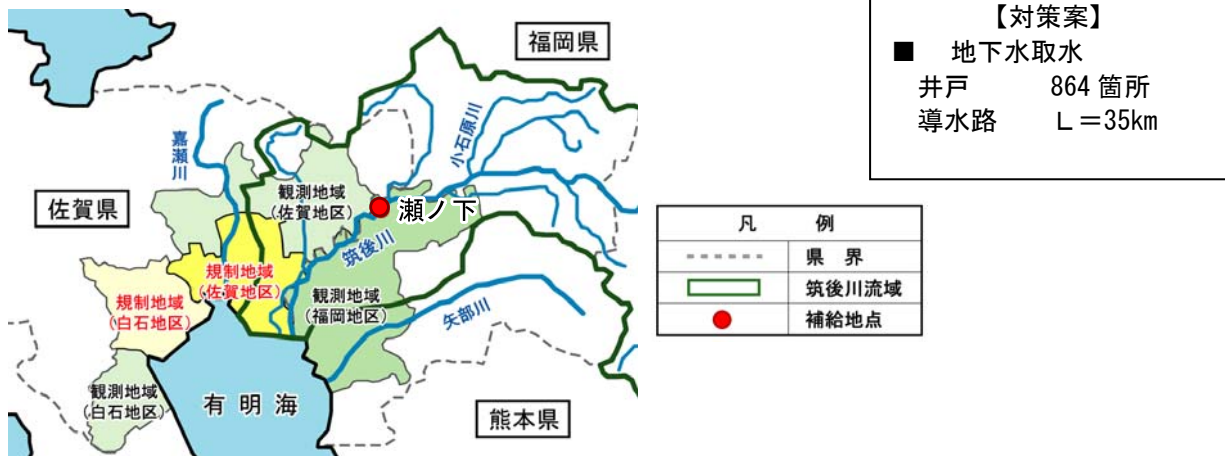 福岡県
嘉瀬川
小石原川
佐賀県
観測地域
(佐賀地区)
瀬ノ下
筑後川
規制地域
(佐賀地区)
規制地域
(白石地区)
観測地域
(福岡地区)
矢部川
観測地域
(白石地区)
有明海
熊本県
【対策案】
■ 地下水取水
井戸 864 箇所
導水路 L=35km
凡 例
県 界
筑後川流域
補給地点